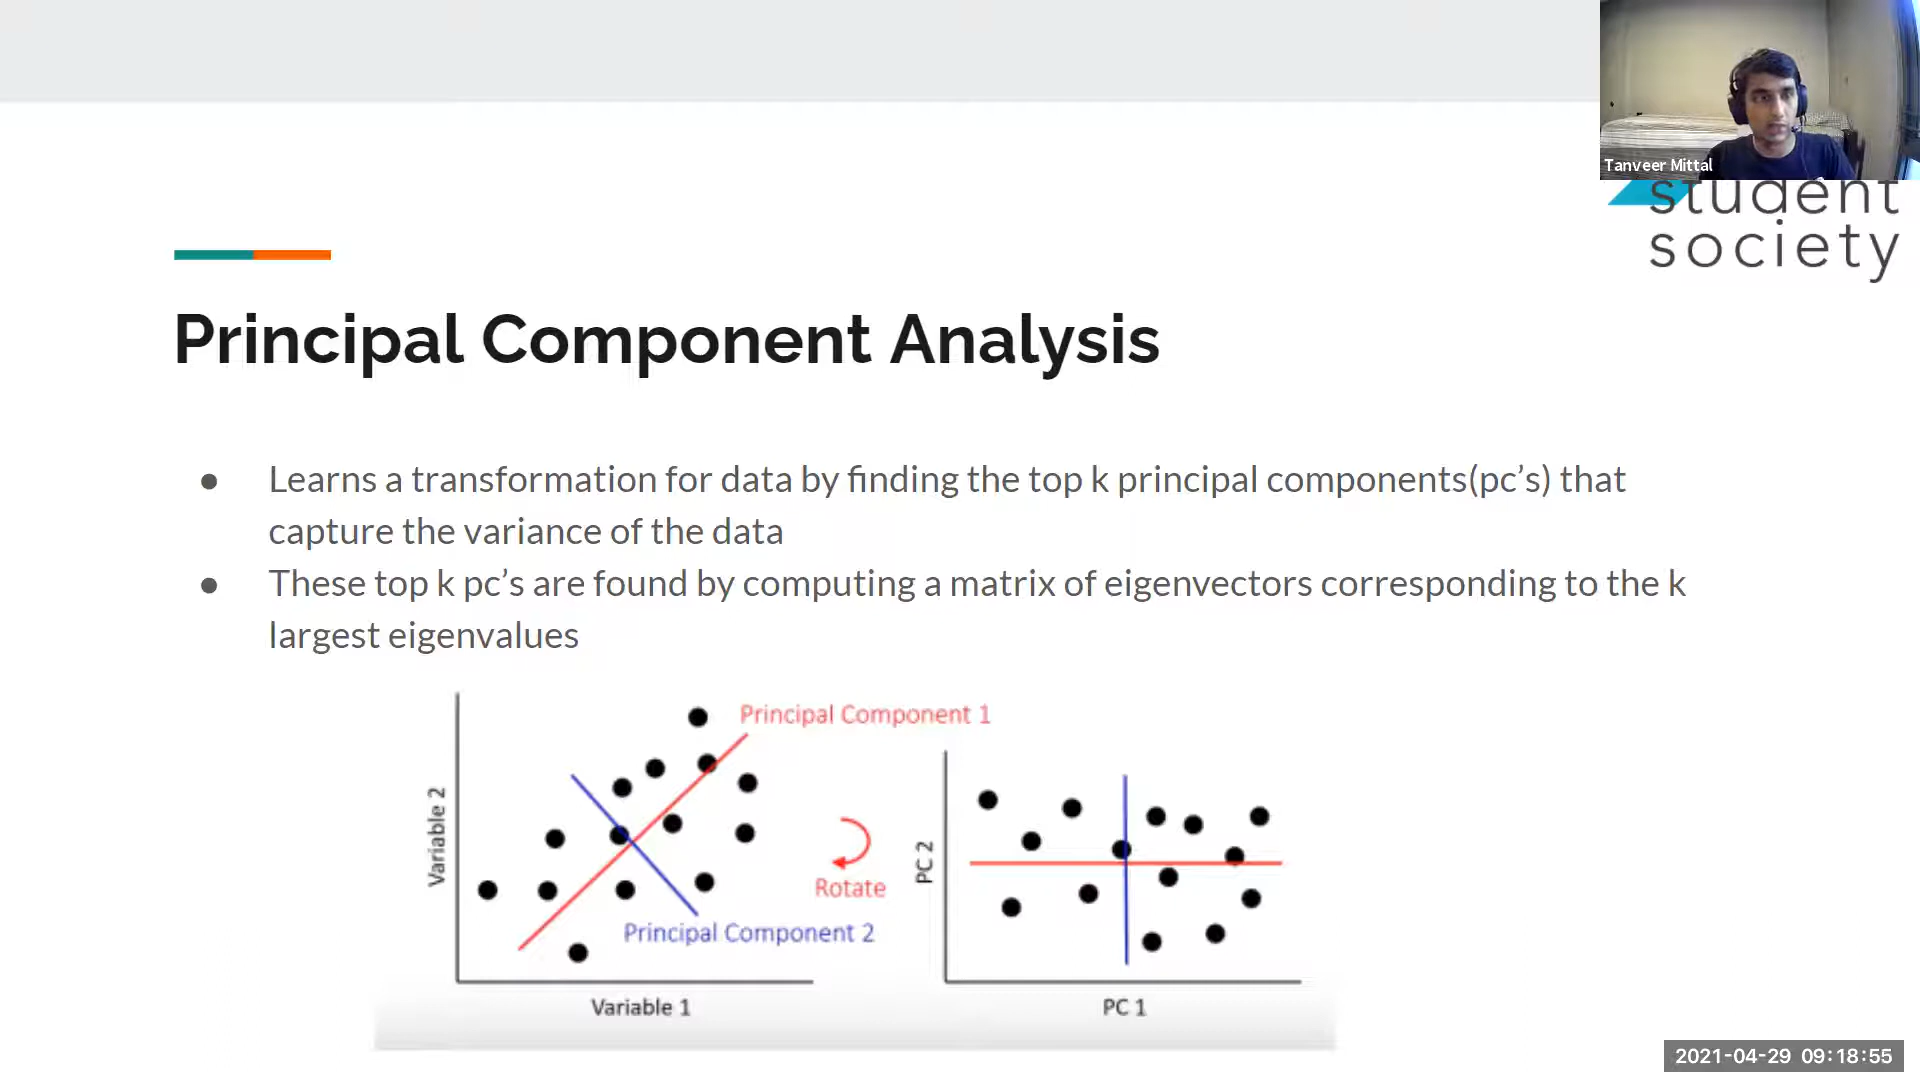 Tanveer Mittal
student
society
Principal Component Analysis
● Learns a transformation for data by finding the top k principal components(pc’s) that
capture the variance of the data
● These top k pc’s are found by computing a matrix of eigenvectors corresponding to the k
largest eigenvalues
Principal Component 1
Variable 2
Rotate
PC 2
Principal Component 2
Variable 1
PC 1
2021-04-29 09:18:55